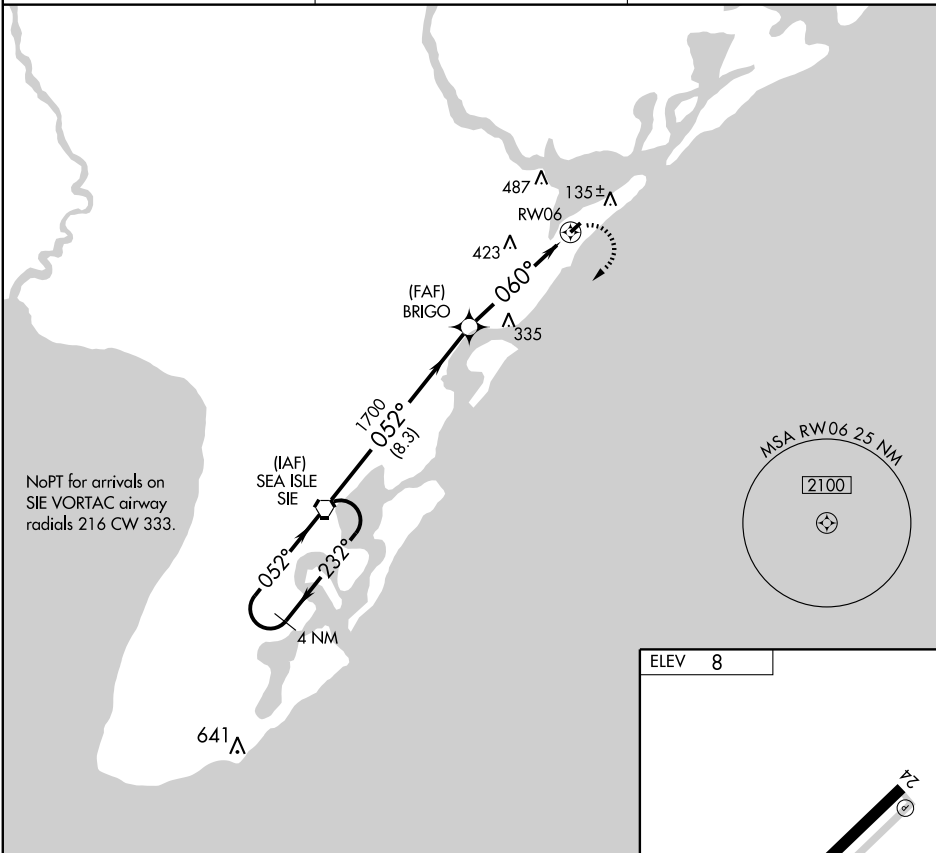 487
135±
RW06
423
060°
(FAF)
BRIGO
335
1700
052°
(8.3)
MSA RW06 25 NM
2100
(IAF)
SEA ISLE
SIE
NoPT for arrivals on
SIE VORTAC airway
radials 216 CW 333.
052°
232°
4 NM
641
ELEV 8
24
P